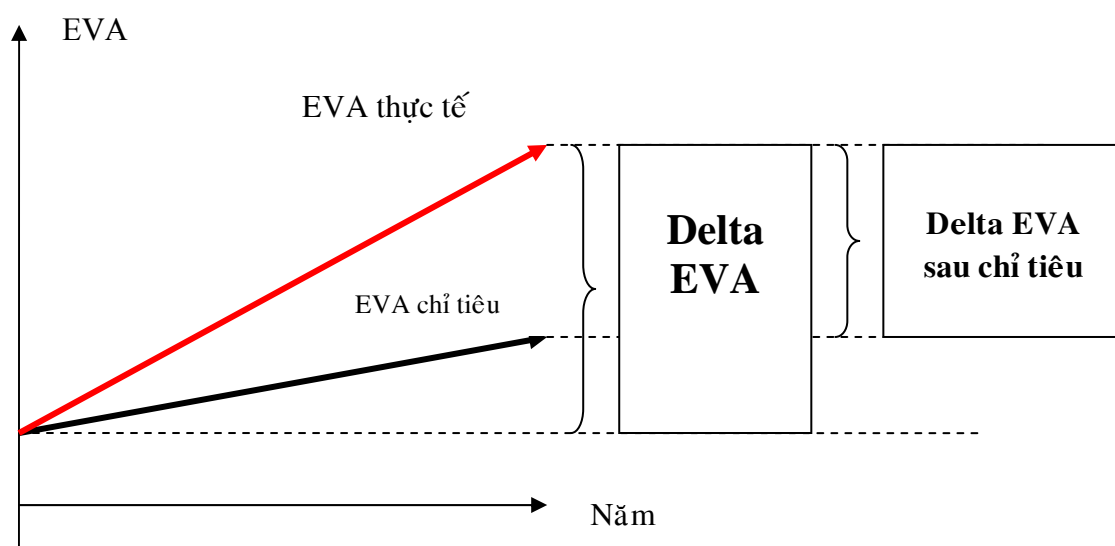 EVA
EVA thực tế
Delta
EVA
Delta EVA
sau chỉ tiêu
EVA chỉ tiêu
Năm